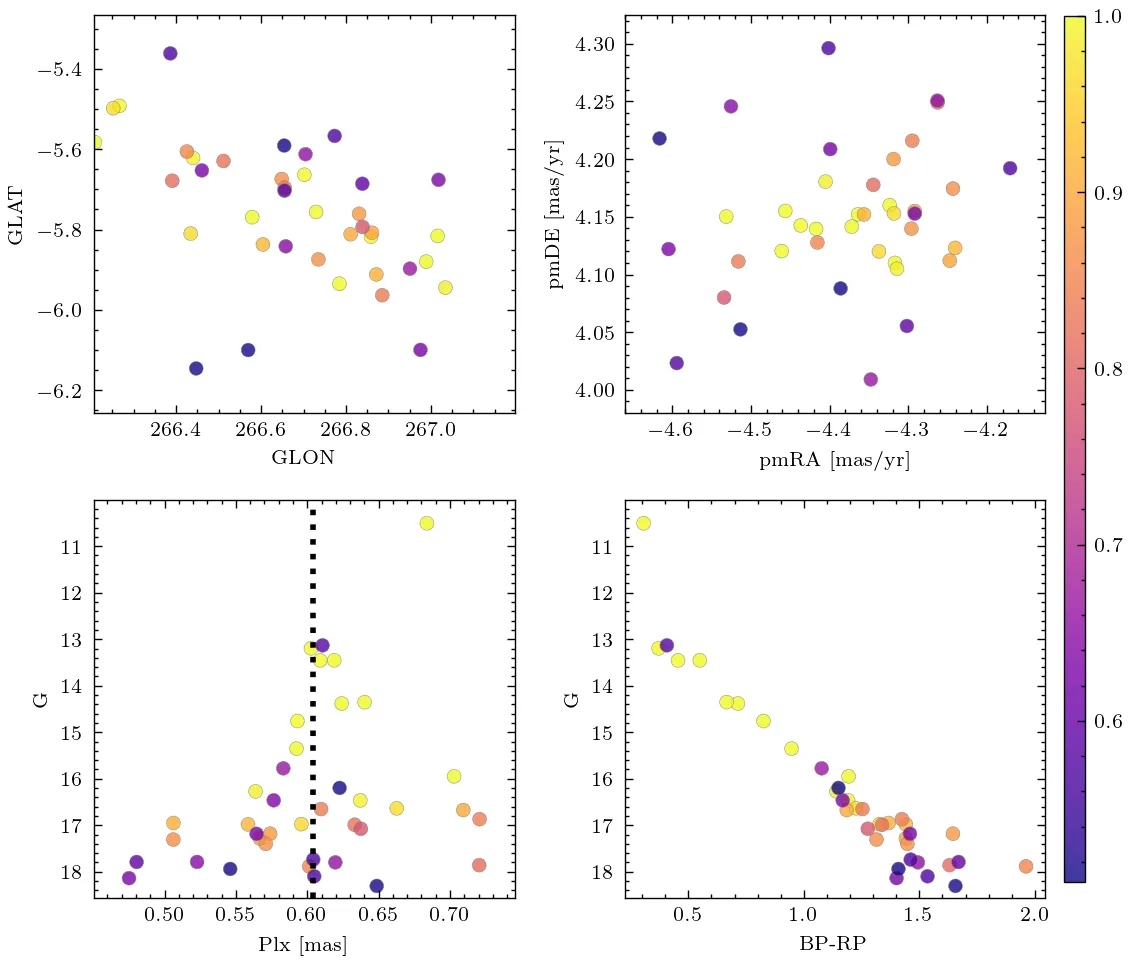 −5.4
−5.6
−5.8
−6.0
−6.2
GLAT
266.4 266.6 266.8 267.0
GLON
4.30
4.25
4.20
4.15
4.10
4.05
4.00
pmDE [mas/yr]
−4.6 −4.5 −4.4 −4.3 −4.2
pmRA [mas/yr]
11
12
13
14
15
16
17
18
G
0.50 0.55 0.60 0.65 0.70
Plx [mas]
11
12
13
14
15
16
17
18
G
0.5 1.0 1.5 2.0
BP-RP
1.0
0.9
0.8
0.7
0.6